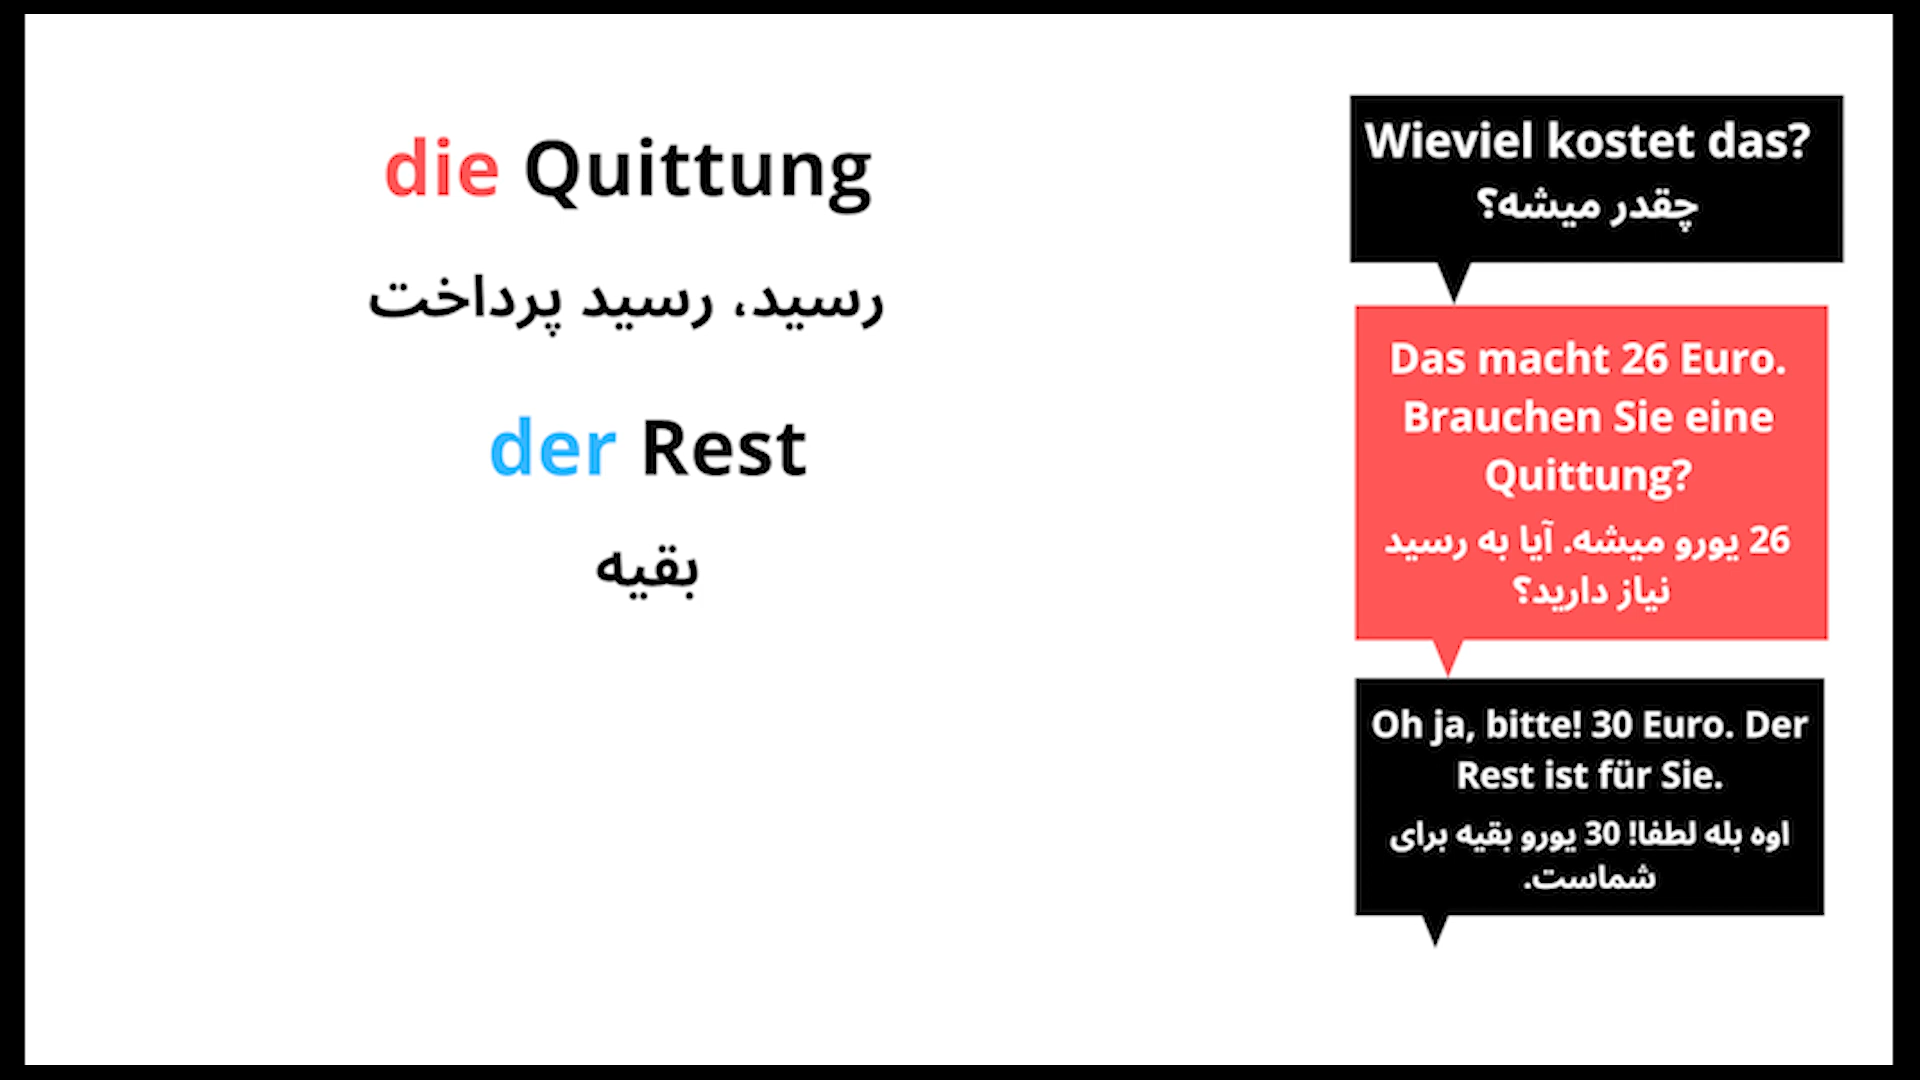 die Quittung
رسید، رسید پرداخت
der Rest
بقیه
Wieviel kostet das?
چقدر میشه؟
Das macht 26 Euro.
Brauchen Sie eine
Quittung?
26 یورو میشه. آیا به رسید
نیاز دارید؟
Oh ja, bitte! 30 Euro. Der
Rest ist für Sie.
اوه بله لطفا! 30 یورو بقیه برای
شماست.